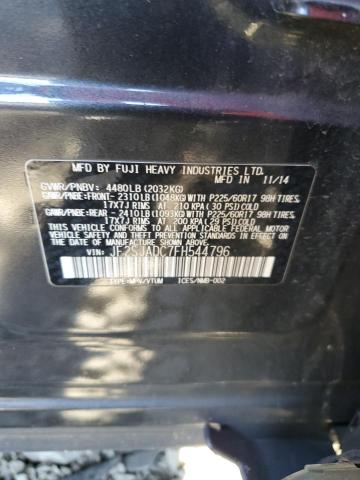 MFD BY FUJI HEAVY INDUSTRIES LTD.
GVWR/PNBV: 4480LB(2032KG) MFD IN 11/14
GAWR/PNBE:FRONT- 2310LB(1048KG)WITH P225/60R17 98H TIRES
17X7J RIMS AT 210 KPA(30 PSI)COLD
GAWR/PNBE:REAR - 2410LB(1093KG)WITH P225/60R17 98H TIRES
17X7J RIMS AT 200 KPA(29 PSI)COLD
THIS VEHICLE CONFORMS TO ALL APPLICABLE FEDERAL
MOTOR VEHICLE SAFETY, BUMPER, AND THEFT PREVENTION
STANDARDS IN EFFECT ON THE DATE OF MANUFACTURE
SHOWN ABOVE.
VIN: JF2SJADC7FH544796
TYPE:MPV/VTUM ICES/NMB-002